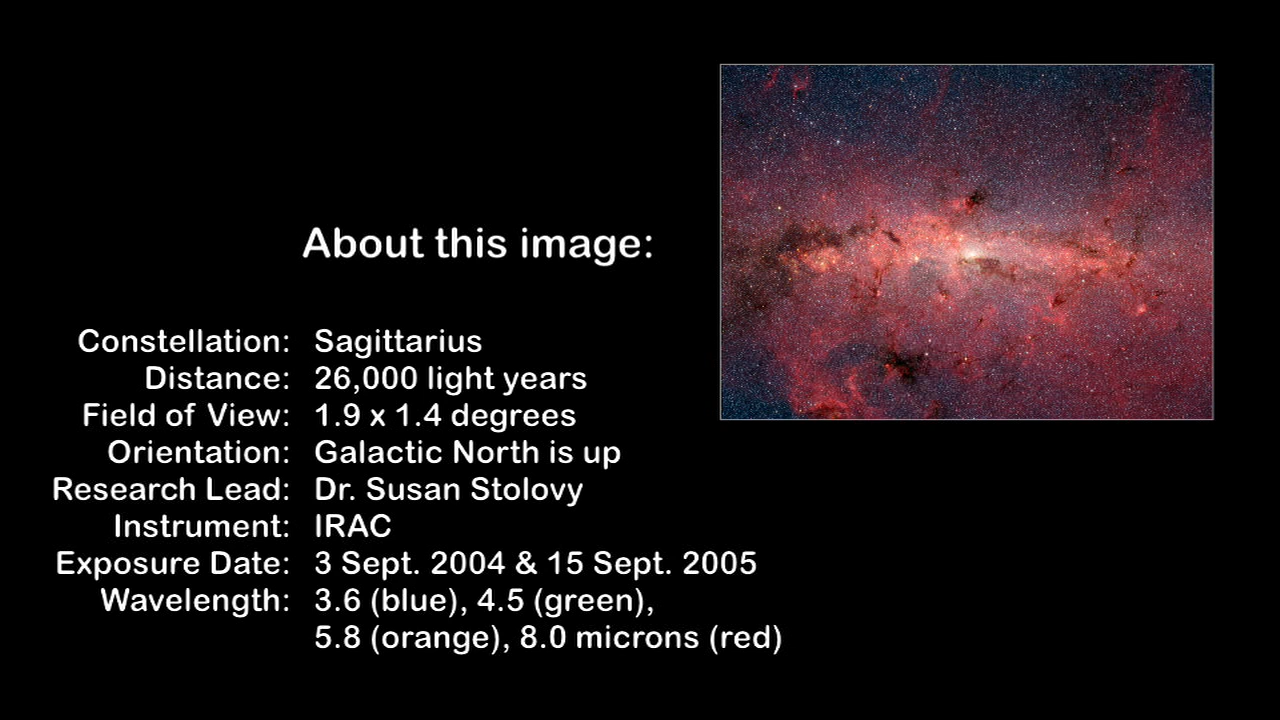 About this image:
Constellation: Sagittarius
Distance: 26,000 light years
Field of View: 1.9 x 1.4 degrees
Orientation: Galactic North is up
Research Lead: Dr. Susan Stolovy
Instrument: IRAC
Exposure Date: 3 Sept. 2004 & 15 Sept. 2005
Wavelength: 3.6 (blue), 4.5 (green),
5.8 (orange), 8.0 microns (red)